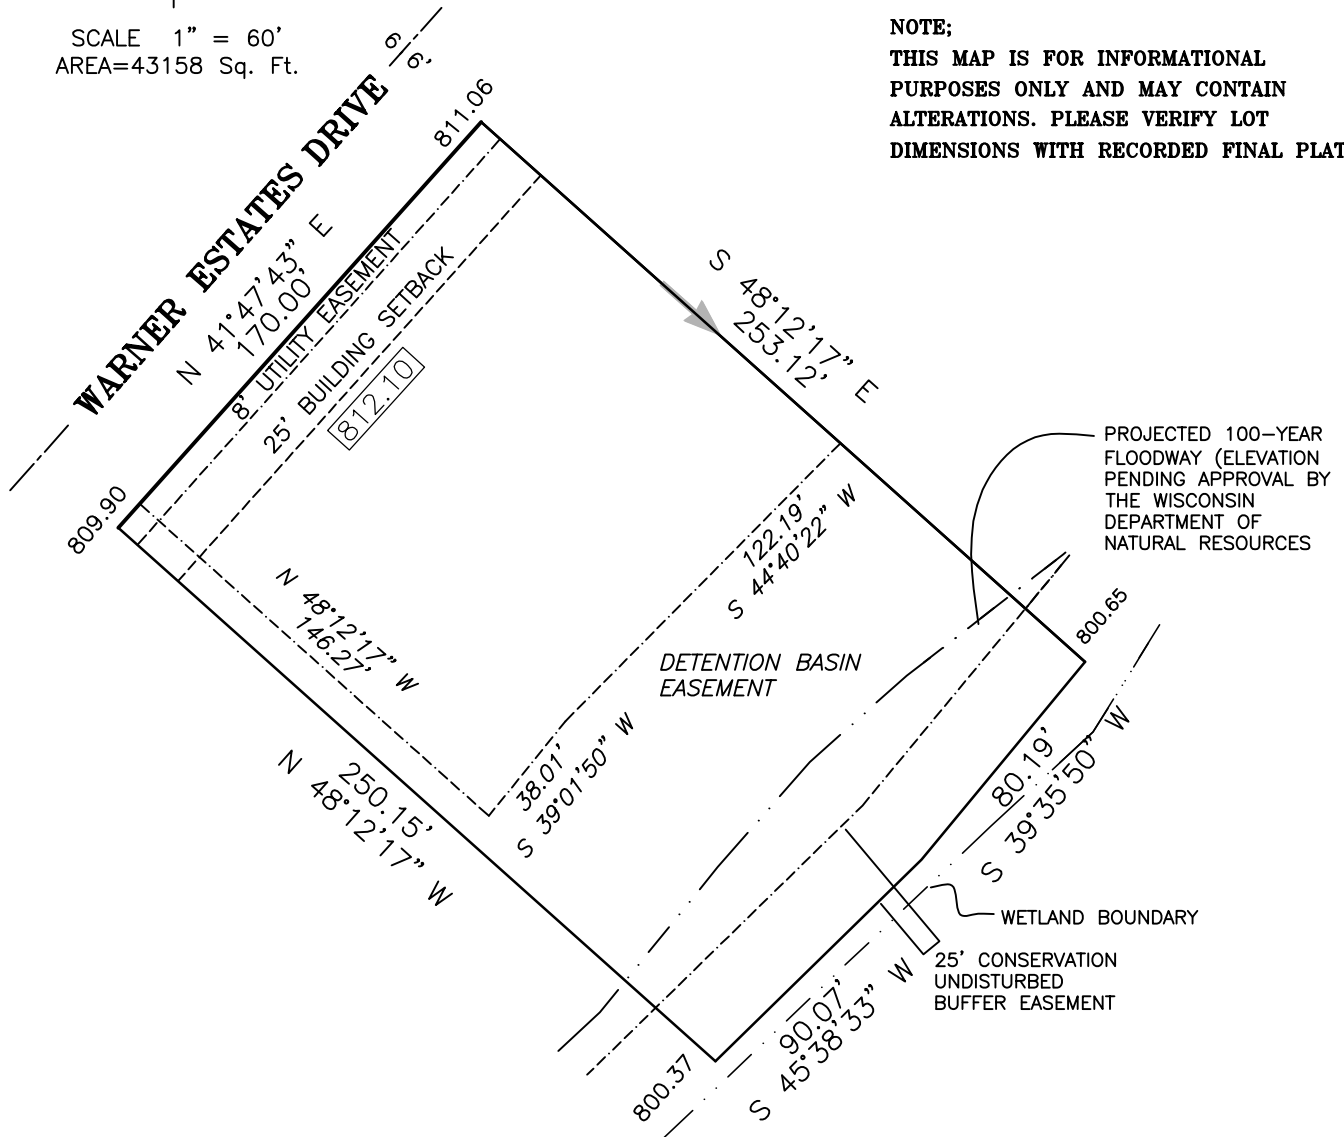 SCALE 1" = 60'
AREA=43158 Sq. Ft.
NOTE;
THIS MAP IS FOR INFORMATIONAL
PURPOSES ONLY AND MAY CONTAIN
ALTERATIONS. PLEASE VERIFY LOT
DIMENSIONS WITH RECORDED FINAL PLAT
66'
WARNER ESTATES DRIVE
811.06
N 41°47'43" E
170.00'
8' UTILITY EASEMENT
25' BUILDING SETBACK
812.10
S 48°12'17" E
253.12'
809.90
PROJECTED 100-YEAR
FLOODWAY (ELEVATION
PENDING APPROVAL BY
THE WISCONSIN
DEPARTMENT OF
NATURAL RESOURCES
122.19'
S 44°40'22" W
N 48°12'17" W
146.27'
800.65
DETENTION BASIN
EASEMENT
38.01'
S 39°01'50" W
250.15'
N 48°12'17" W
80.19'
S 39°35'50" W
WETLAND BOUNDARY
25' CONSERVATION
UNDISTURBED
BUFFER EASEMENT
90.07'
S 45°38'33" W
800.37